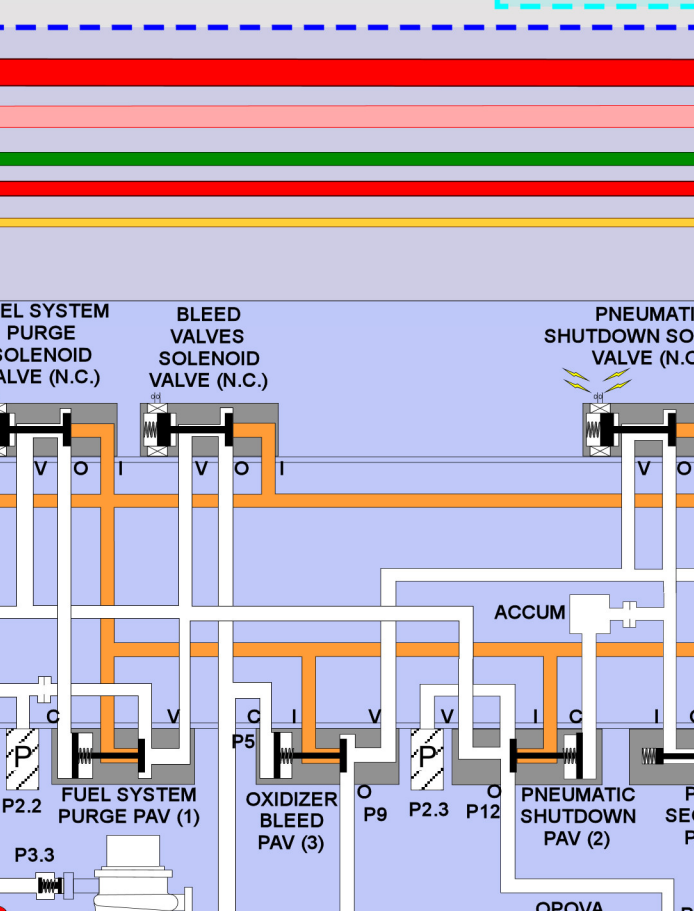 EL SYSTEM
PURGE
SOLENOID
ALVE (N.C.)
BLEED
VALVES
SOLENOID
VALVE (N.C.)
PNEUMATI
SHUTDOWN SO
VALVE (N.C
V O I
V O I
V O
ACCUM
C V
C I V
V I C
I C
P5
P
P2.2
FUEL SYSTEM
PURGE PAV (1)
OXIDIZER
BLEED
PAV (3)
O
P9
P
P2.3
O
P12
PNEUMATIC
SHUTDOWN
PAV (2)
P
SEQ
P
P3.3
OPOVA